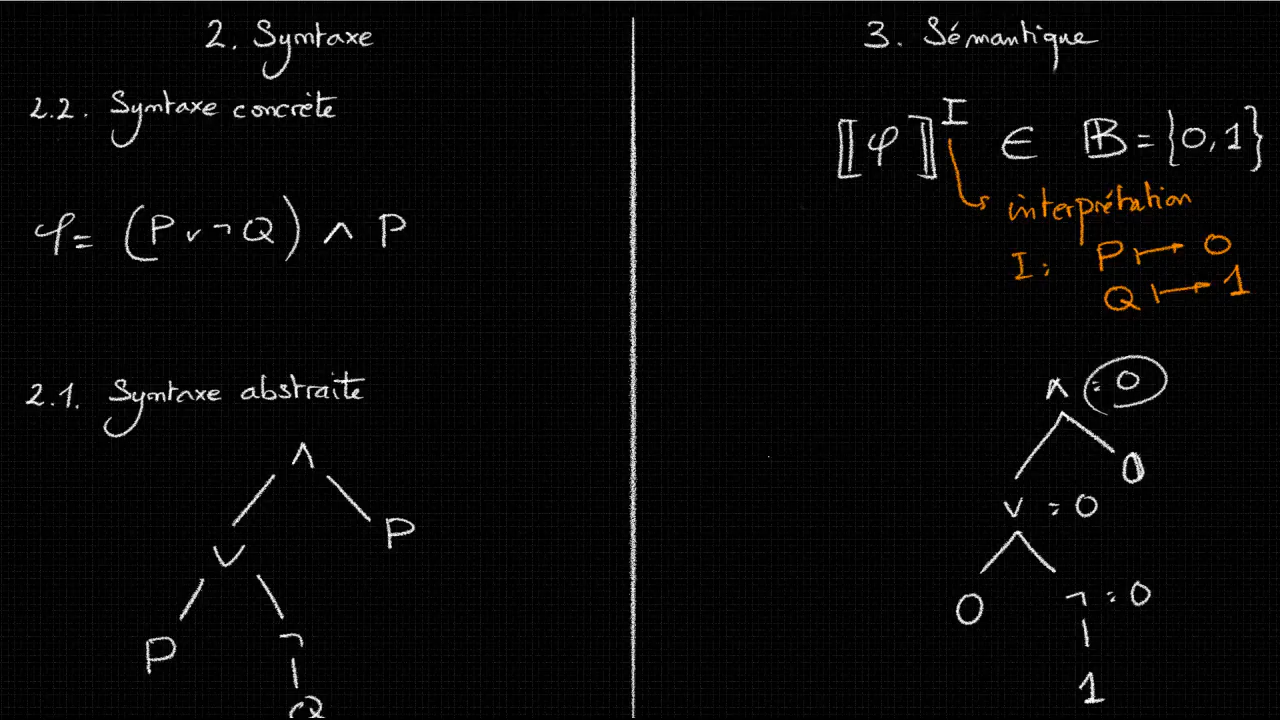 2. Syntaxe
2.2. Syntaxe concrète
φ = (P ∨ ¬ Q) ∧ P
2.1. Syntaxe abstraite
∧
∨ P
P ¬
Q
3. Sémantique
⟦φ⟧ᴵ ∈ 𝔹 = {0,1}
interprétation
I: P ↦ 0
Q ↦ 1
∧ = 0
0
∨ = 0
0 ¬ = 0
1